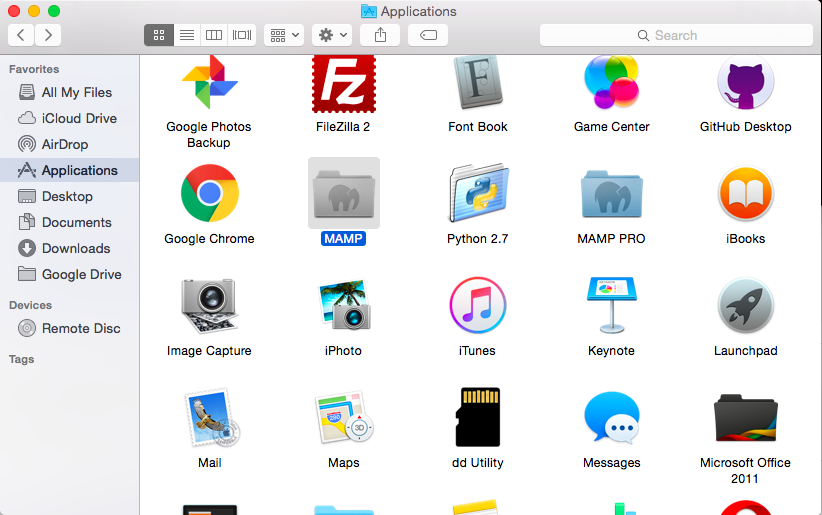 Applications
Search
Favorites
All My Files
iCloud Drive
AirDrop
Applications
Desktop
Documents
Downloads
Google Drive
Devices
Remote Disc
Tags
Google Photos
Backup
FileZilla 2
Font Book
Game Center
GitHub Desktop
Google Chrome
MAMP
Python 2.7
MAMP PRO
iBooks
Image Capture
iPhoto
iTunes
Keynote
Launchpad
Mail
Maps
dd Utility
Messages
Microsoft Office
2011